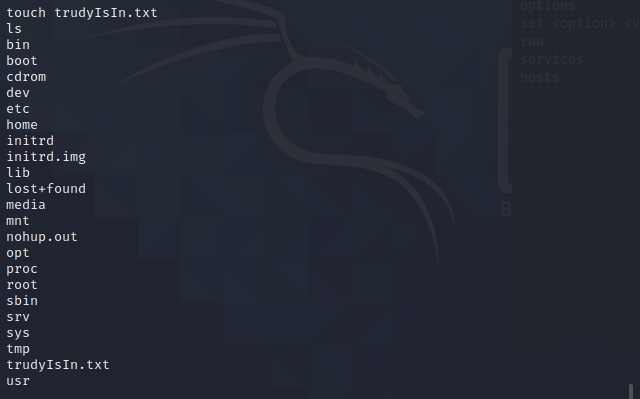 touch trudyIsIn.txt
ls
bin
boot
cdrom
dev
etc
home
initrd
initrd.img
lib
lost+found
media
mnt
nohup.out
opt
proc
root
sbin
srv
sys
tmp
trudyIsIn.txt
usr
options
set <option> <v
run
services
hosts
B